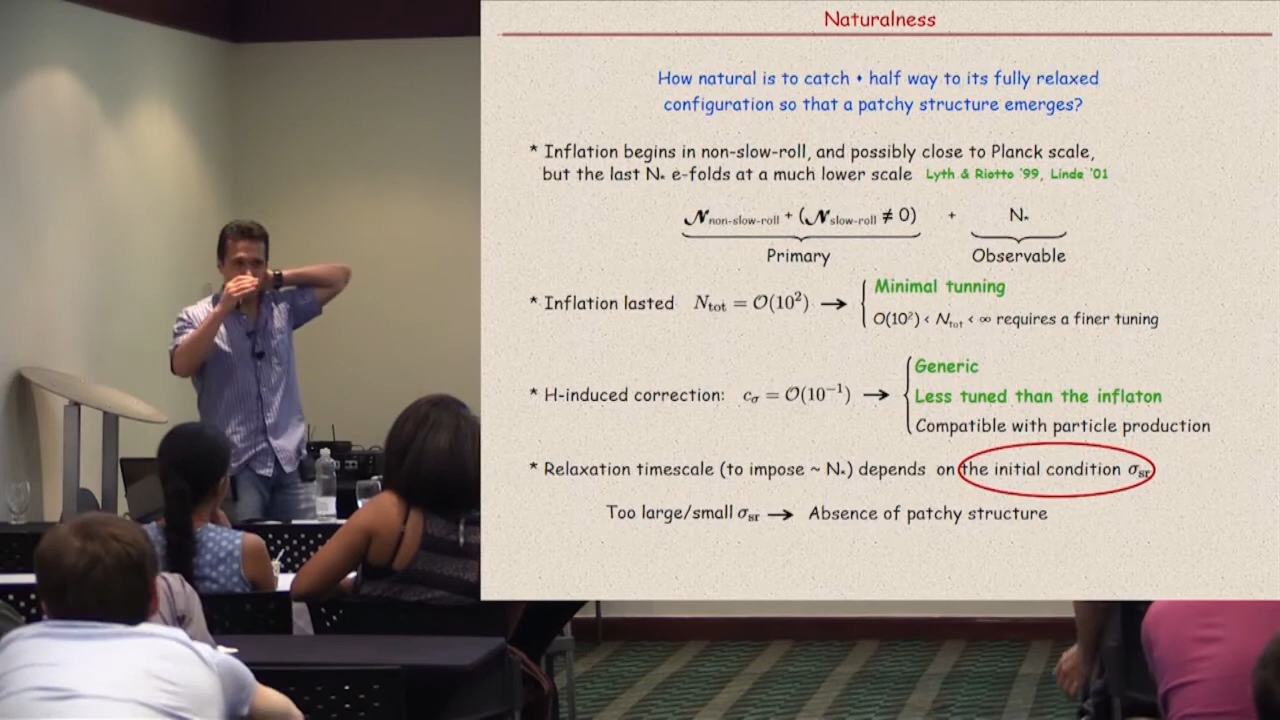 Naturalness
How natural is to catch • half way to its fully relaxed
configuration so that a patchy structure emerges?
* Inflation begins in non-slow-roll, and possibly close to Planck scale,
but the last N* e-folds at a much lower scale Lyth & Riotto '99, Linde '01
𝒩non-slow-roll + (𝒩slow-roll ≠ 0) + N*
Primary Observable
* Inflation lasted Ntot = 𝒪(10²) → Minimal tunning
O(10²) < Ntot < ∞ requires a finer tuning
* H-induced correction: cσ = 𝒪(10⁻¹) → Generic
Less tuned than the inflaton
Compatible with particle production
* Relaxation timescale (to impose ~ N*) depends on the initial condition σsr
Too large/small σsr → Absence of patchy structure